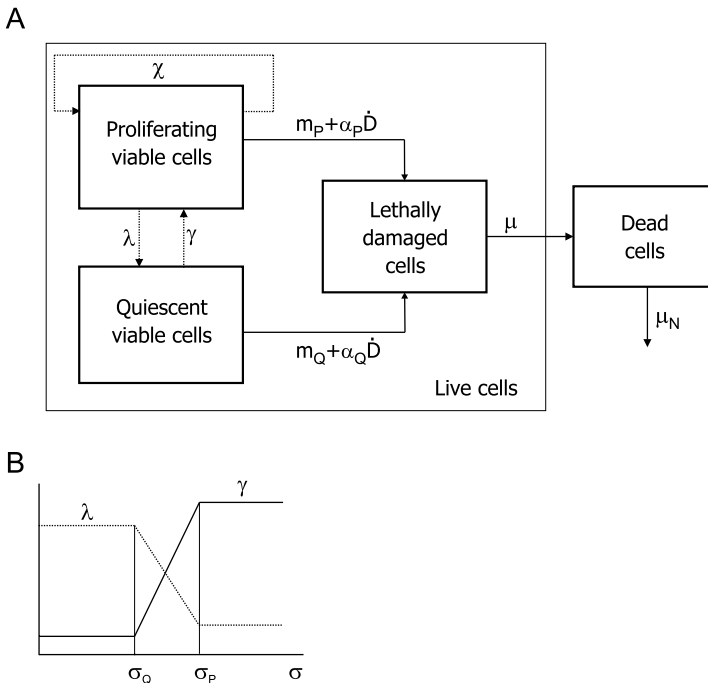 A
χ
Proliferating
viable cells
m_P+α_PḊ
Lethally
damaged
cells
μ
Dead
cells
λ
γ
Quiescent
viable cells
m_Q+α_QḊ
μ_N
Live cells
B
λ
γ
σ_Q
σ_P
σ